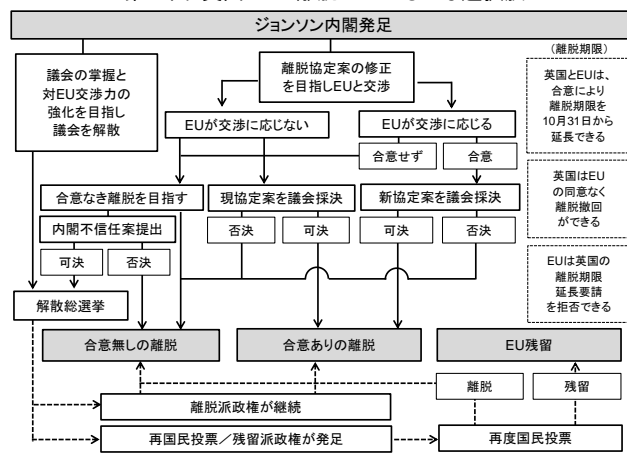 ジョンソン内閣発足
議会の掌握と
対EU交渉力の
強化を目指し
議会を解散
離脱協定案の修正
を目指しEUと交渉
(離脱期限)
英国とEUは、
合意により
離脱期限を
10月31日から
延長できる
EUが交渉に応じない
EUが交渉に応じる
合意せず
合意
英国はEU
の同意なく
離脱撤回
ができる
合意なき離脱を目指す
現協定案を議会採決
新協定案を議会採決
内閣不信任案提出
否決
可決
可決
否決
可決
否決
EUは英国の
離脱期限
延長要請
を拒否できる
解散総選挙
合意無しの離脱
合意ありの離脱
EU残留
離脱
残留
離脱派政権が継続
再国民投票／残留派政権が発足
再度国民投票